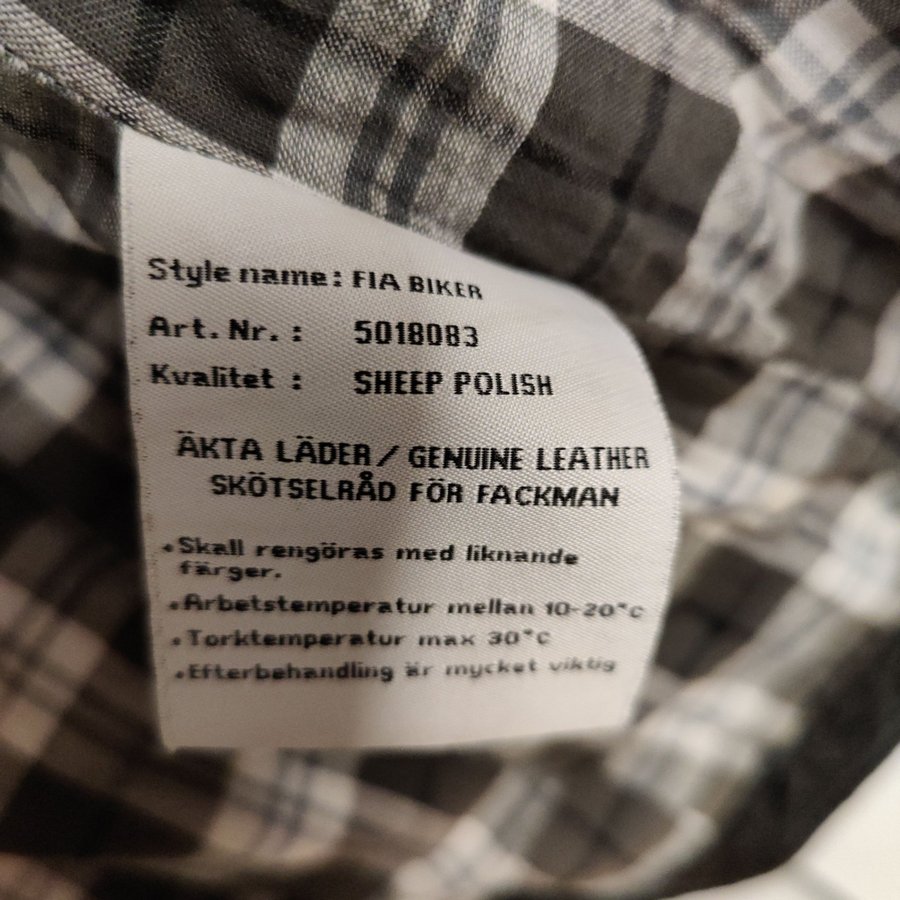 Style name: FIA BIKER
Art. Nr. : 5018083
Kvalitet : SHEEP POLISH
ÄKTA LÄDER / GENUINE LEATHER
SKÖTSELRÅD FÖR FACKMAN
•Skall rengöras med liknande
färger.
•Arbetstemperatur mellan 10-20°c
•Torktemperatur max 30°c
•Efterbehandling är mycket viktig